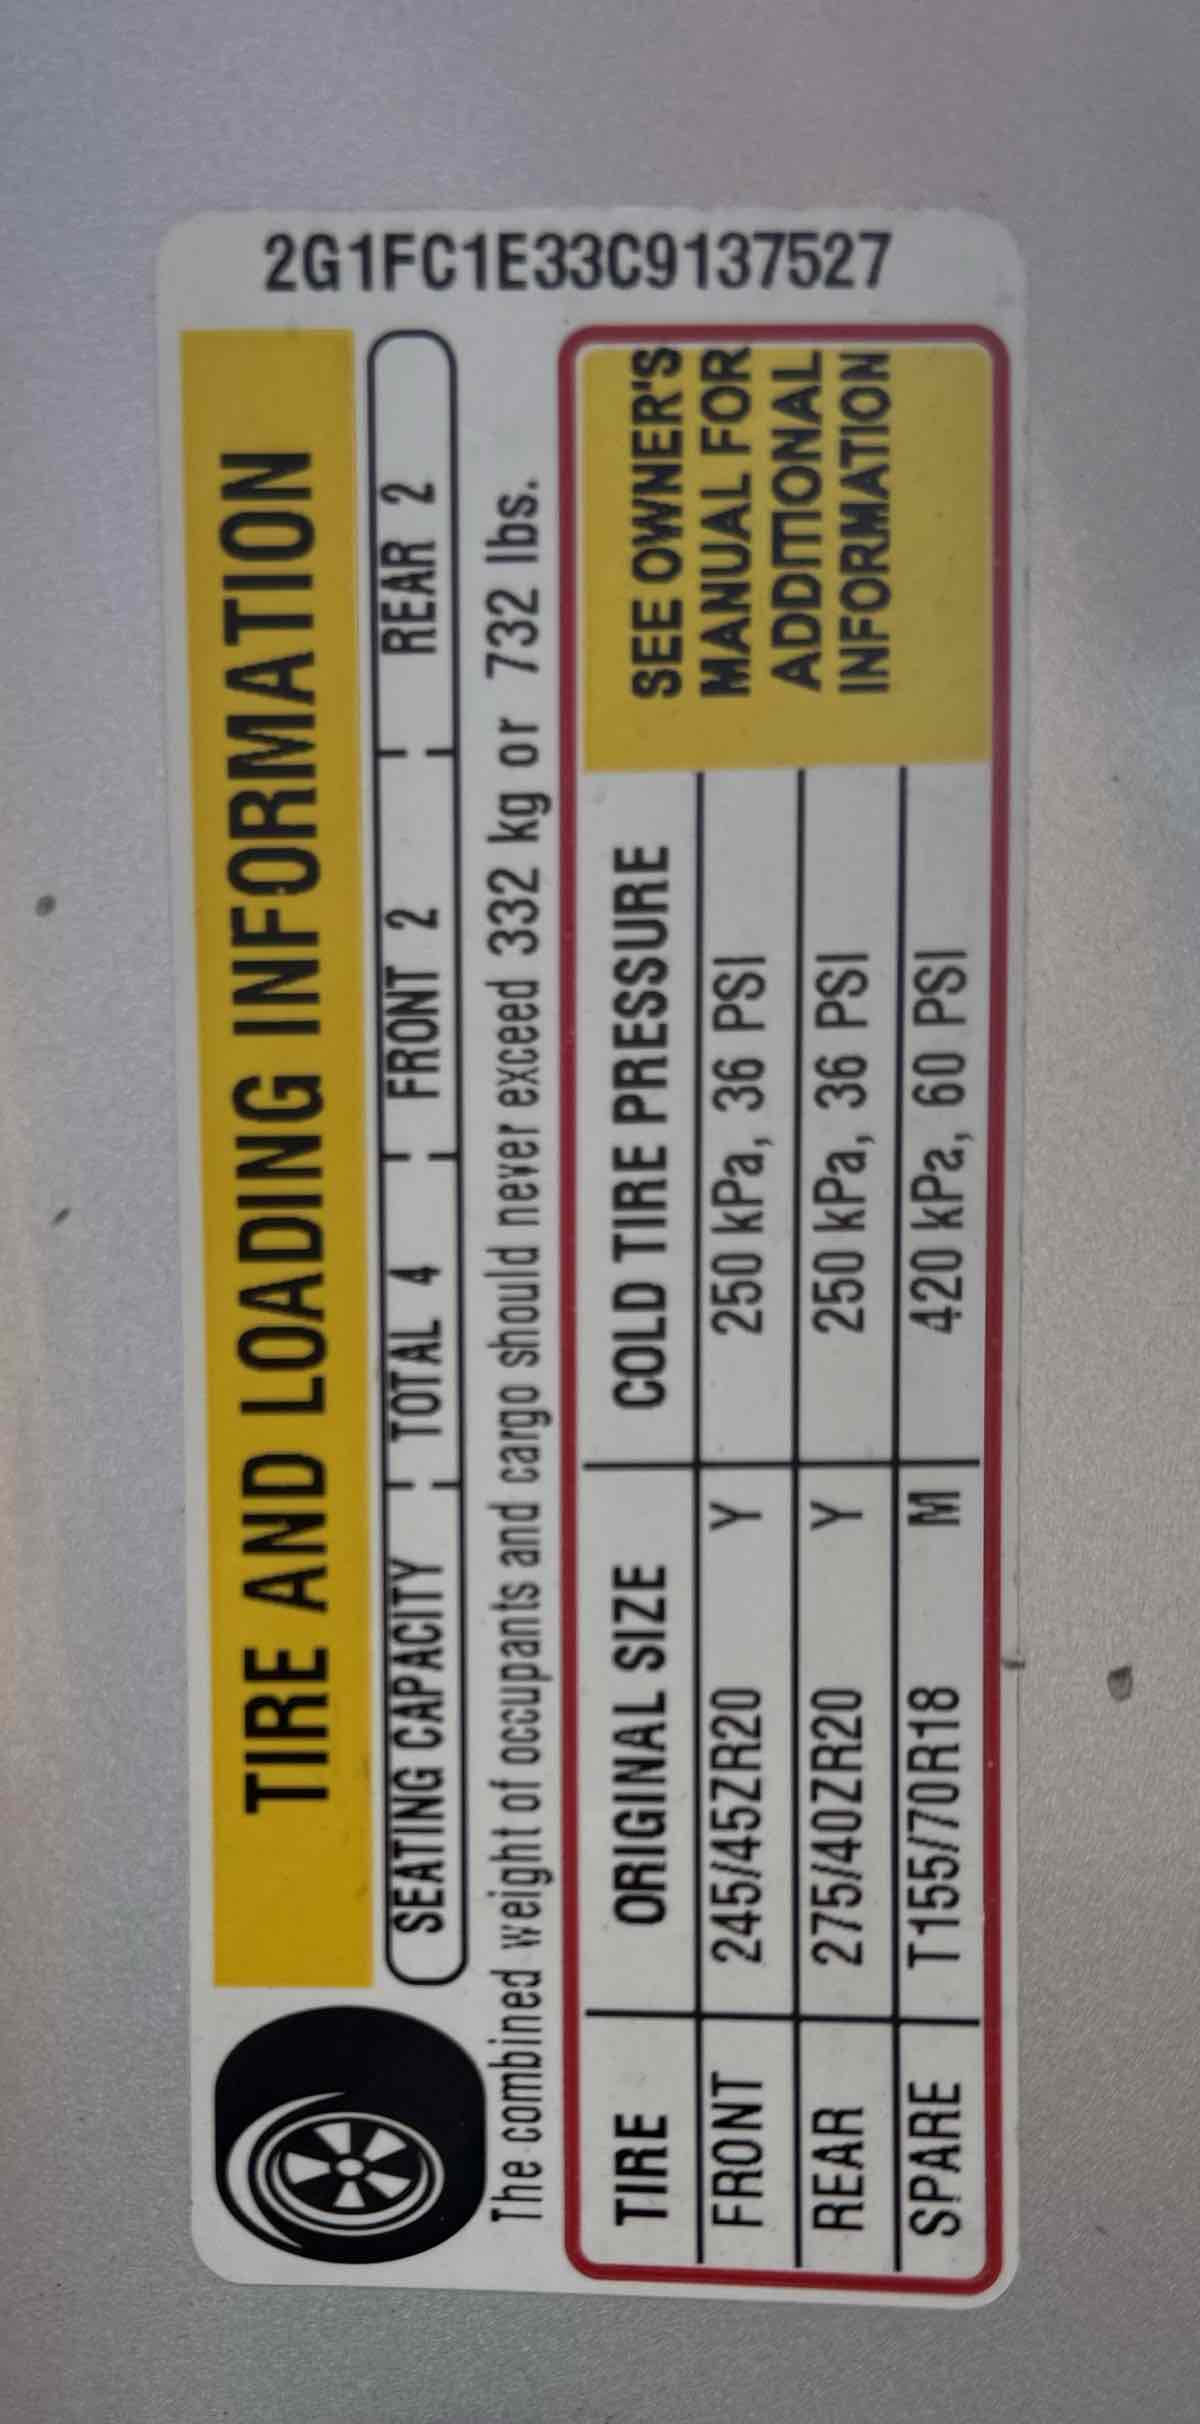 TIRE AND LOADING INFORMATION
SEATING CAPACITY TOTAL 4 FRONT 2 REAR 2
The combined weight of occupants and cargo should never exceed 332 kg or 732 lbs.
TIRE ORIGINAL SIZE COLD TIRE PRESSURE
FRONT 245/45ZR20 Y 250 kPa, 36 PSI
REAR 275/40ZR20 Y 250 kPa, 36 PSI
SPARE T155/70R18 M 420 kPa, 60 PSI
SEE OWNER'S
MANUAL FOR
ADDITIONAL
INFORMATION
2G1FC1E33C9137527